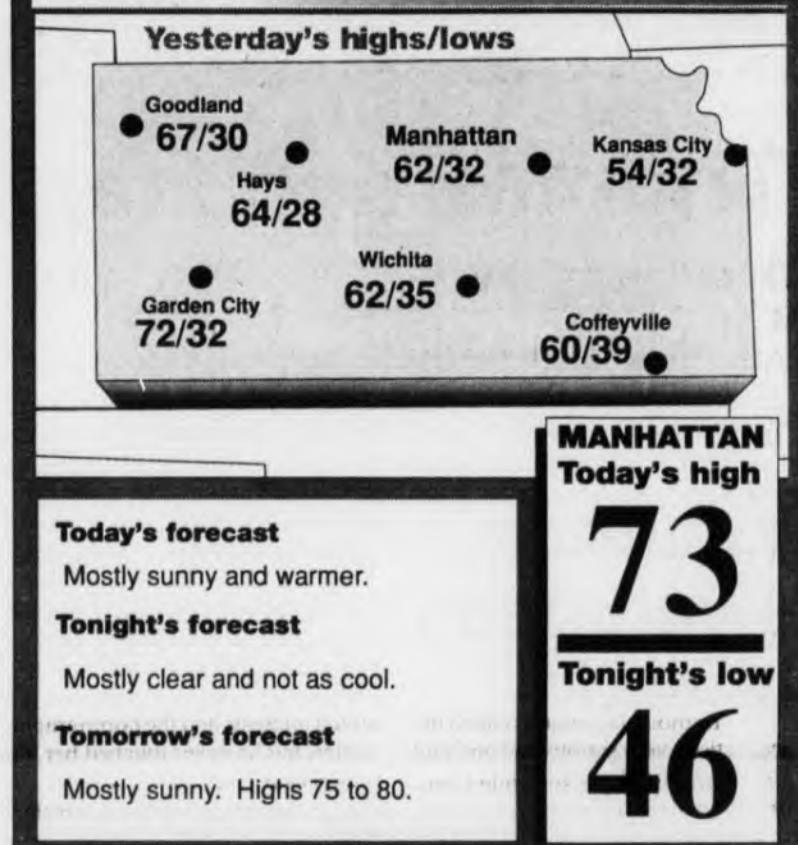 Yesterday's highs/lows
Goodland
67/30
Hays
64/28
Manhattan
62/32
Kansas City
54/32
Garden City
72/32
Wichita
62/35
Coffeyville
60/39
MANHATTAN
Today's high
73
Tonight's low
46
Today's forecast
Mostly sunny and warmer.
Tonight's forecast
Mostly clear and not as cool.
Tomorrow's forecast
Mostly sunny. Highs 75 to 80.